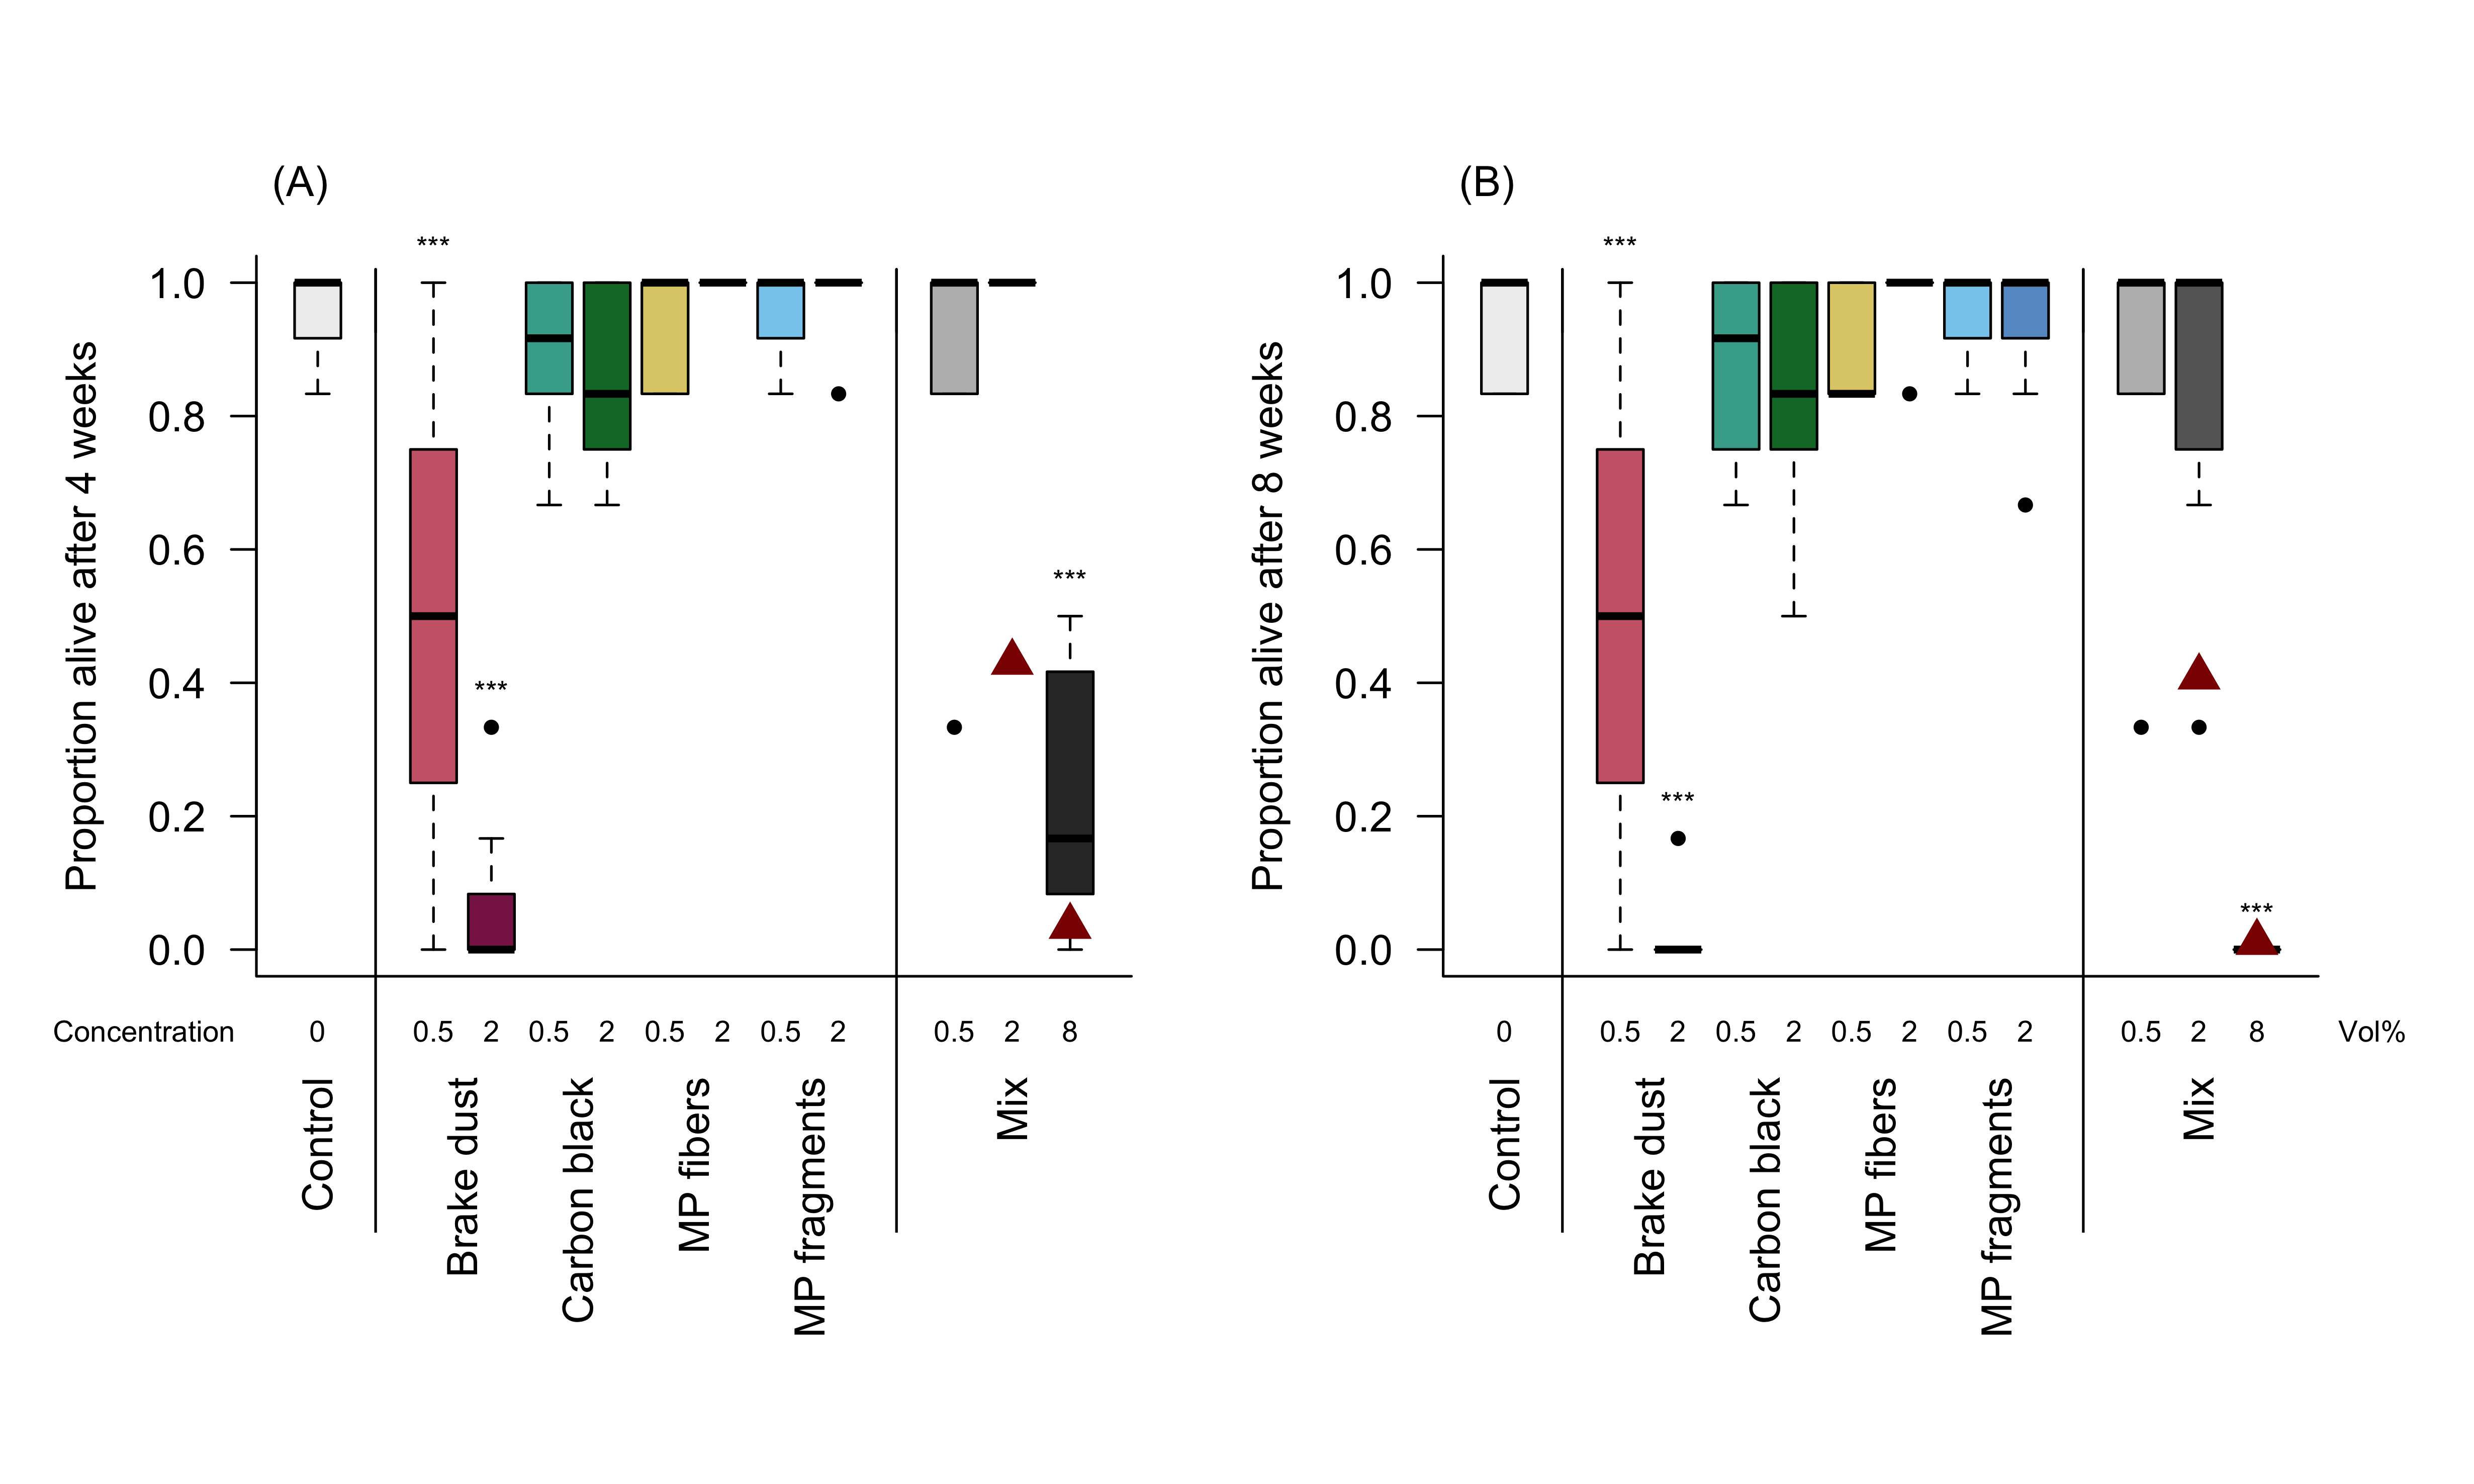 (A)
Proportion alive after 4 weeks
1.0
0.8
0.6
0.4
0.2
0.0
***
***
***
Concentration 0 0.5 2 0.5 2 0.5 2 0.5 2 0.5 2 8
Control
Brake dust
Carbon black
MP fibers
MP fragments
Mix
(B)
Proportion alive after 8 weeks
1.0
0.8
0.6
0.4
0.2
0.0
***
***
***
0 0.5 2 0.5 2 0.5 2 0.5 2 0.5 2 8 Vol%
Control
Brake dust
Carbon black
MP fibers
MP fragments
Mix